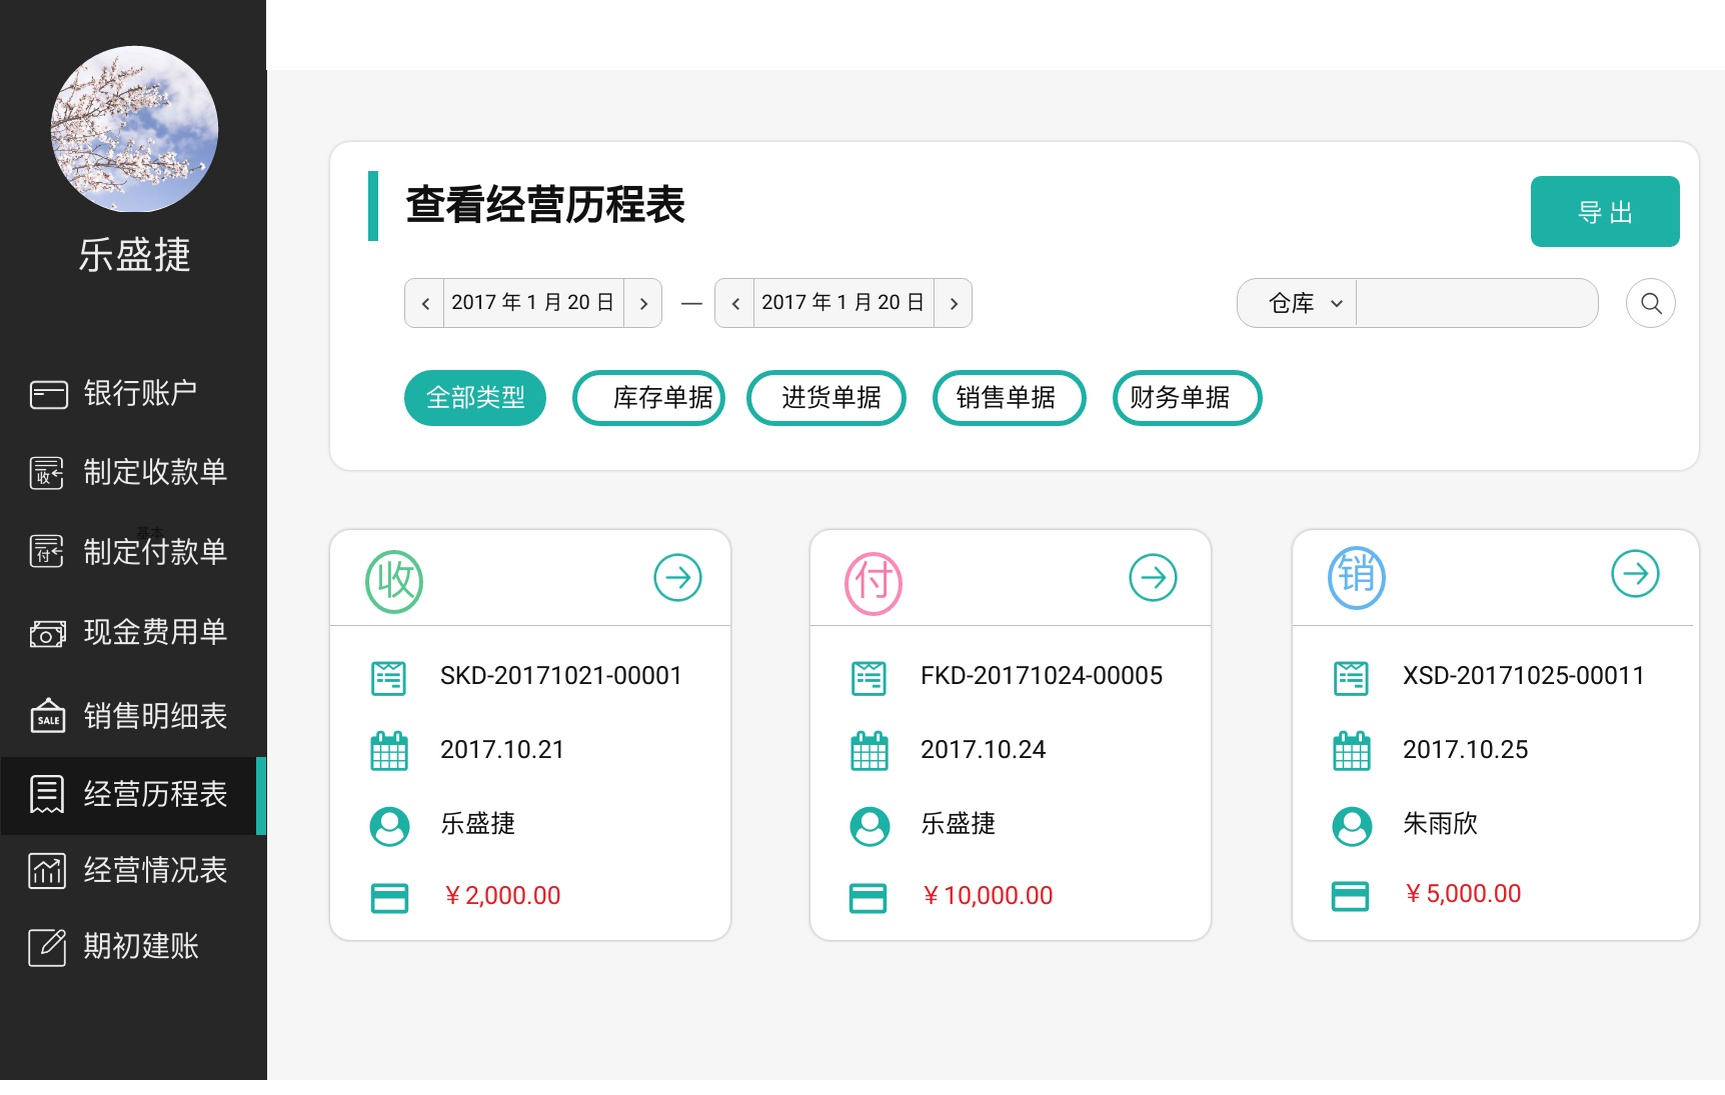 乐盛捷
银行账户
收
制定收款单
基本
付
制定付款单
现金费用单
SALE
销售明细表
经营历程表
经营情况表
期初建账
查看经营历程表
导出
2017 年 1 月 20 日 — 2017 年 1 月 20 日
仓库
全部类型 库存单据 进货单据 销售单据 财务单据
收
SKD-20171021-00001
2017.10.21
乐盛捷
¥ 2,000.00
付
FKD-20171024-00005
2017.10.24
乐盛捷
¥ 10,000.00
销
XSD-20171025-00011
2017.10.25
朱雨欣
¥ 5,000.00